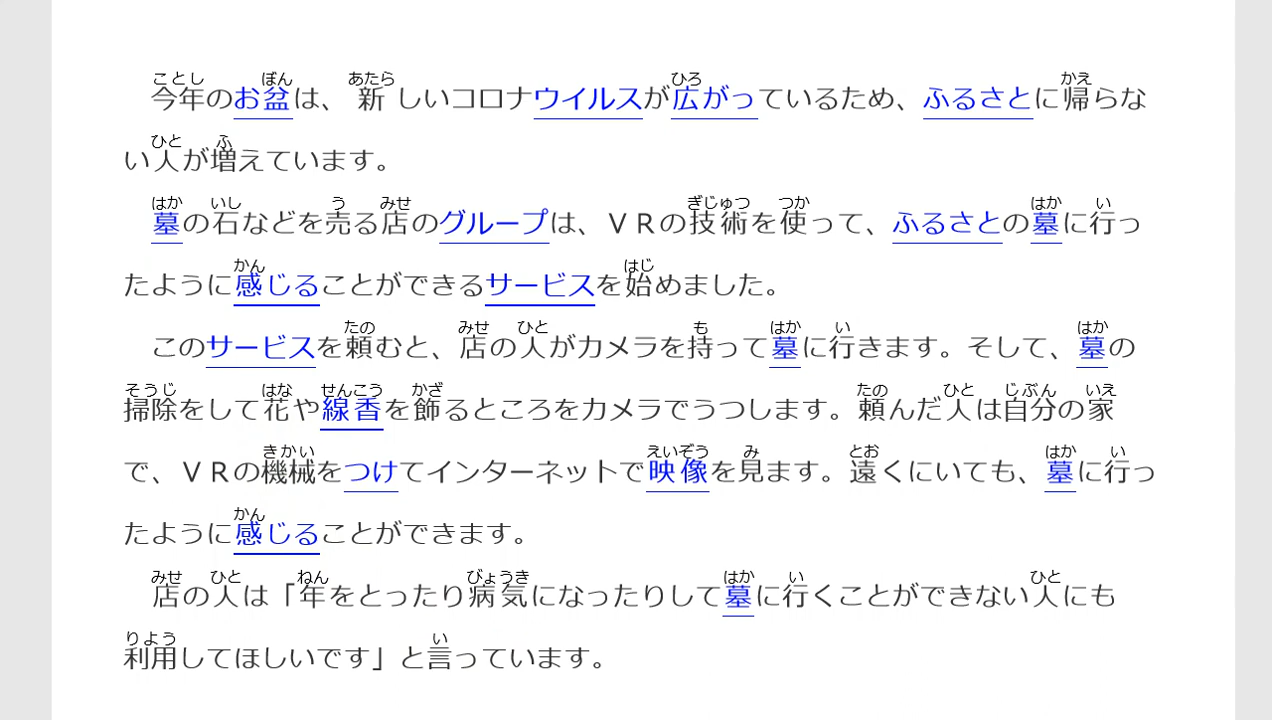 今年のお盆は、新しいコロナウイルスが広がっているため、ふるさとに帰らな
い人が増えています。
墓の石などを売る店のグループは、ＶＲの技術を使って、ふるさとの墓に行っ
たように感じることができるサービスを始めました。
このサービスを頼むと、店の人がカメラを持って墓に行きます。そして、墓の
掃除をして花や線香を飾るところをカメラでうつします。頼んだ人は自分の家
で、ＶＲの機械をつけてインターネットで映像を見ます。遠くにいても、墓に行っ
たように感じることができます。
店の人は「年をとったり病気になったりして墓に行くことができない人にも
利用してほしいです」と言っています。